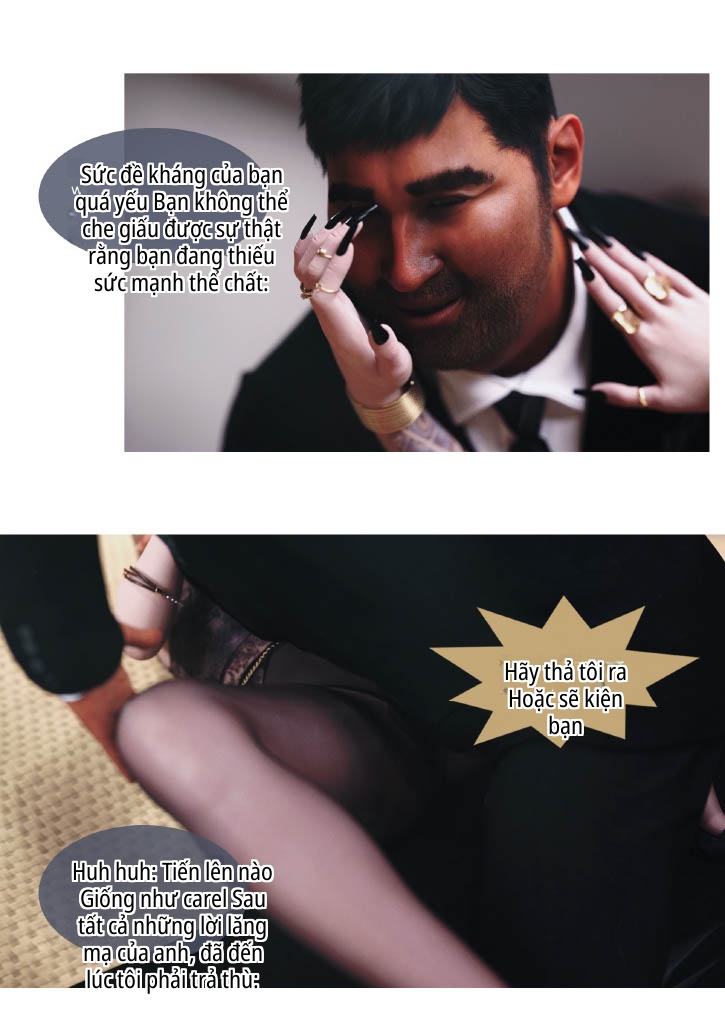 Sức đề kháng của bạn
quá yếu Bạn không thể
che giấu được sự thật
rằng bạn đang thiếu
sức mạnh thể chất:
Hãy thả tôi ra
Hoặc sẽ kiện
bạn
Huh huh: Tiến lên nào
Giống như carel Sau
tất cả những lời lăng
mạ của anh, đã đến
lúc tôi phải trả thù: